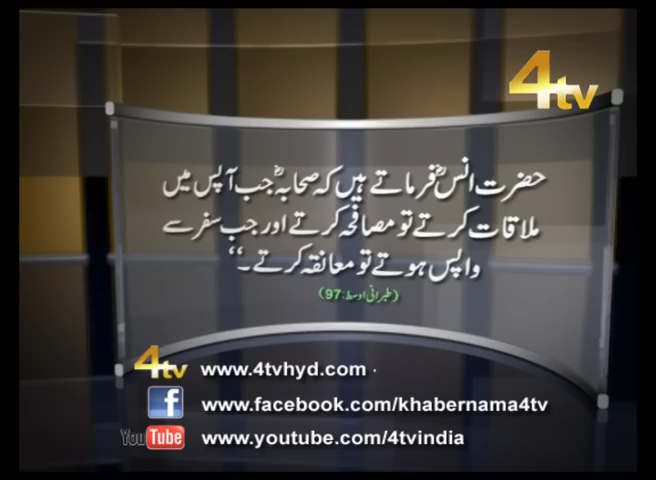 4tv
حضرت انسؓ فرماتے ہیں کہ صحابہؓ جب آپس میں
ملاقات کرتے تو مصافحہ کرتے اور جب سفر سے
واپس ہوتے تو معانقہ کرتے۔“
(طبرانی اوسط:97)
4tv www.4tvhyd.com
f www.facebook.com/khabernama4tv
YouTube www.youtube.com/4tvindia